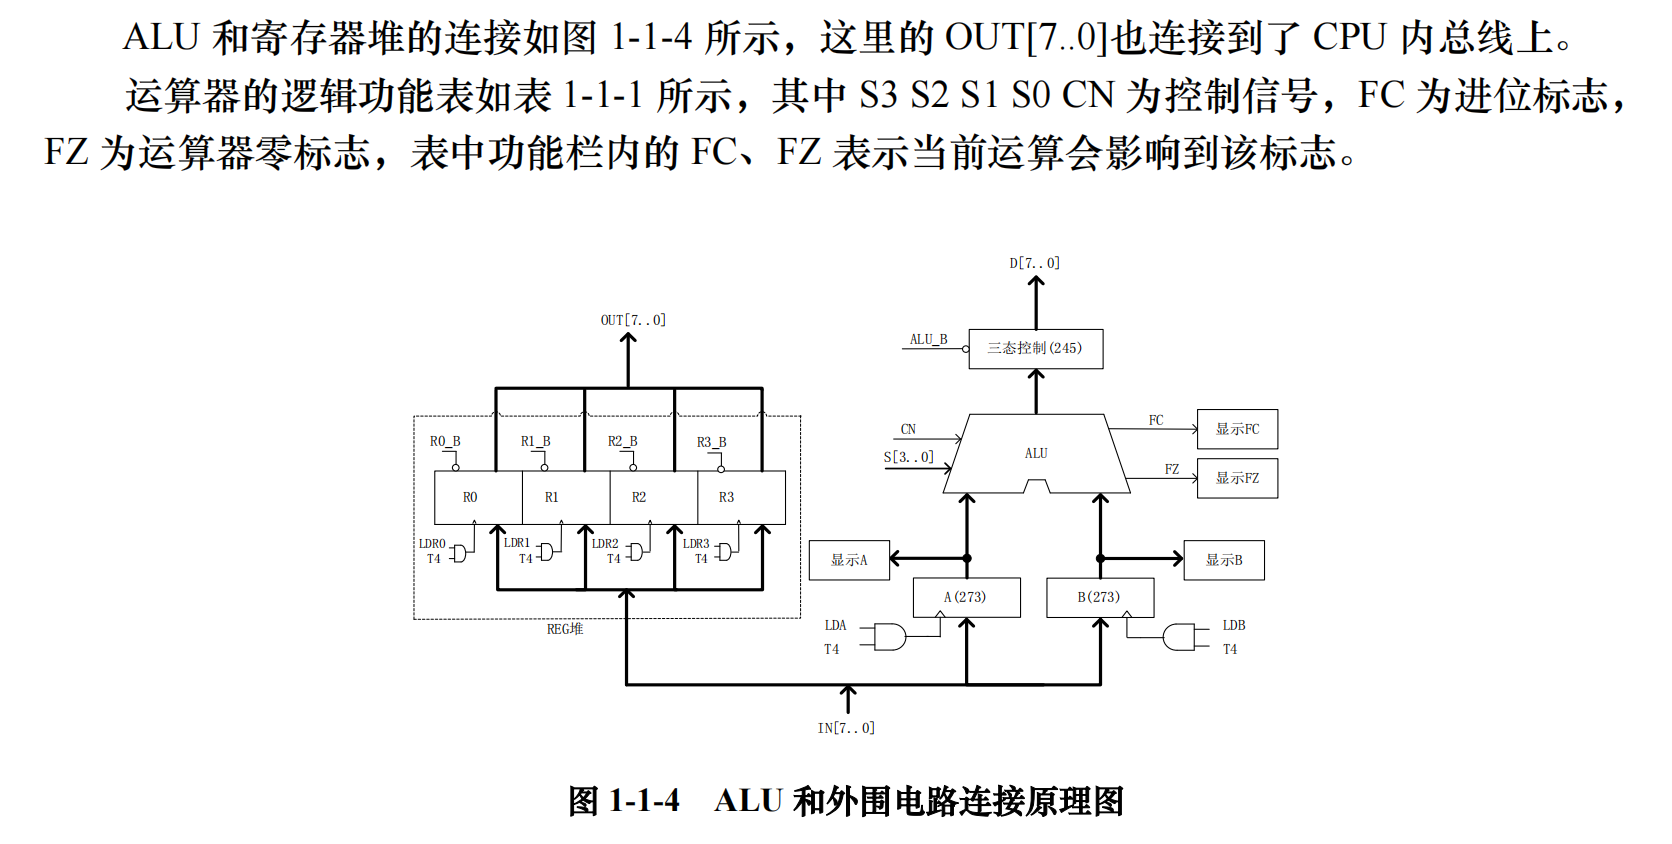 ALU 和寄存器堆的连接如图 1-1-4 所示，这里的 OUT[7..0]也连接到了 CPU 内总线上。
运算器的逻辑功能表如表 1-1-1 所示，其中 S3 S2 S1 S0 CN 为控制信号，FC 为进位标志，
FZ 为运算器零标志，表中功能栏内的 FC、FZ 表示当前运算会影响到该标志。
D[7..0]
OUT[7..0]
ALU_B
三态控制(245)
R0_B
R1_B
R2_B
R3_B
CN
S[3..0]
ALU
FC
显示FC
FZ
显示FZ
R0
R1
R2
R3
LDR0
T4
LDR1
T4
LDR2
T4
LDR3
T4
显示A
显示B
A(273)
B(273)
REG堆
LDA
T4
LDB
T4
IN[7..0]
图 1-1-4 ALU 和外围电路连接原理图